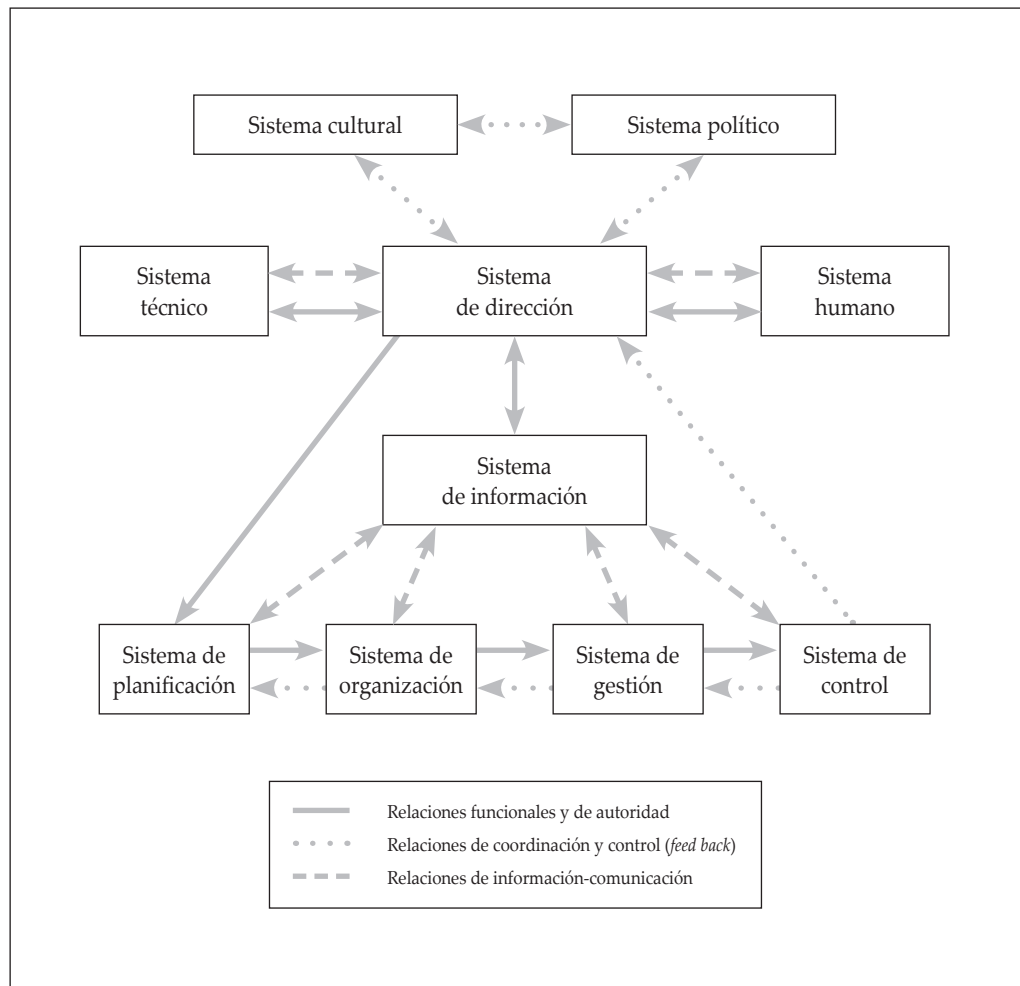 Sistema cultural
Sistema político
Sistema
técnico
Sistema
de dirección
Sistema
humano
Sistema
de información
Sistema de
planificación
Sistema de
organización
Sistema de
gestión
Sistema de
control
Relaciones funcionales y de autoridad
Relaciones de coordinación y control (feed back)
Relaciones de información-comunicación